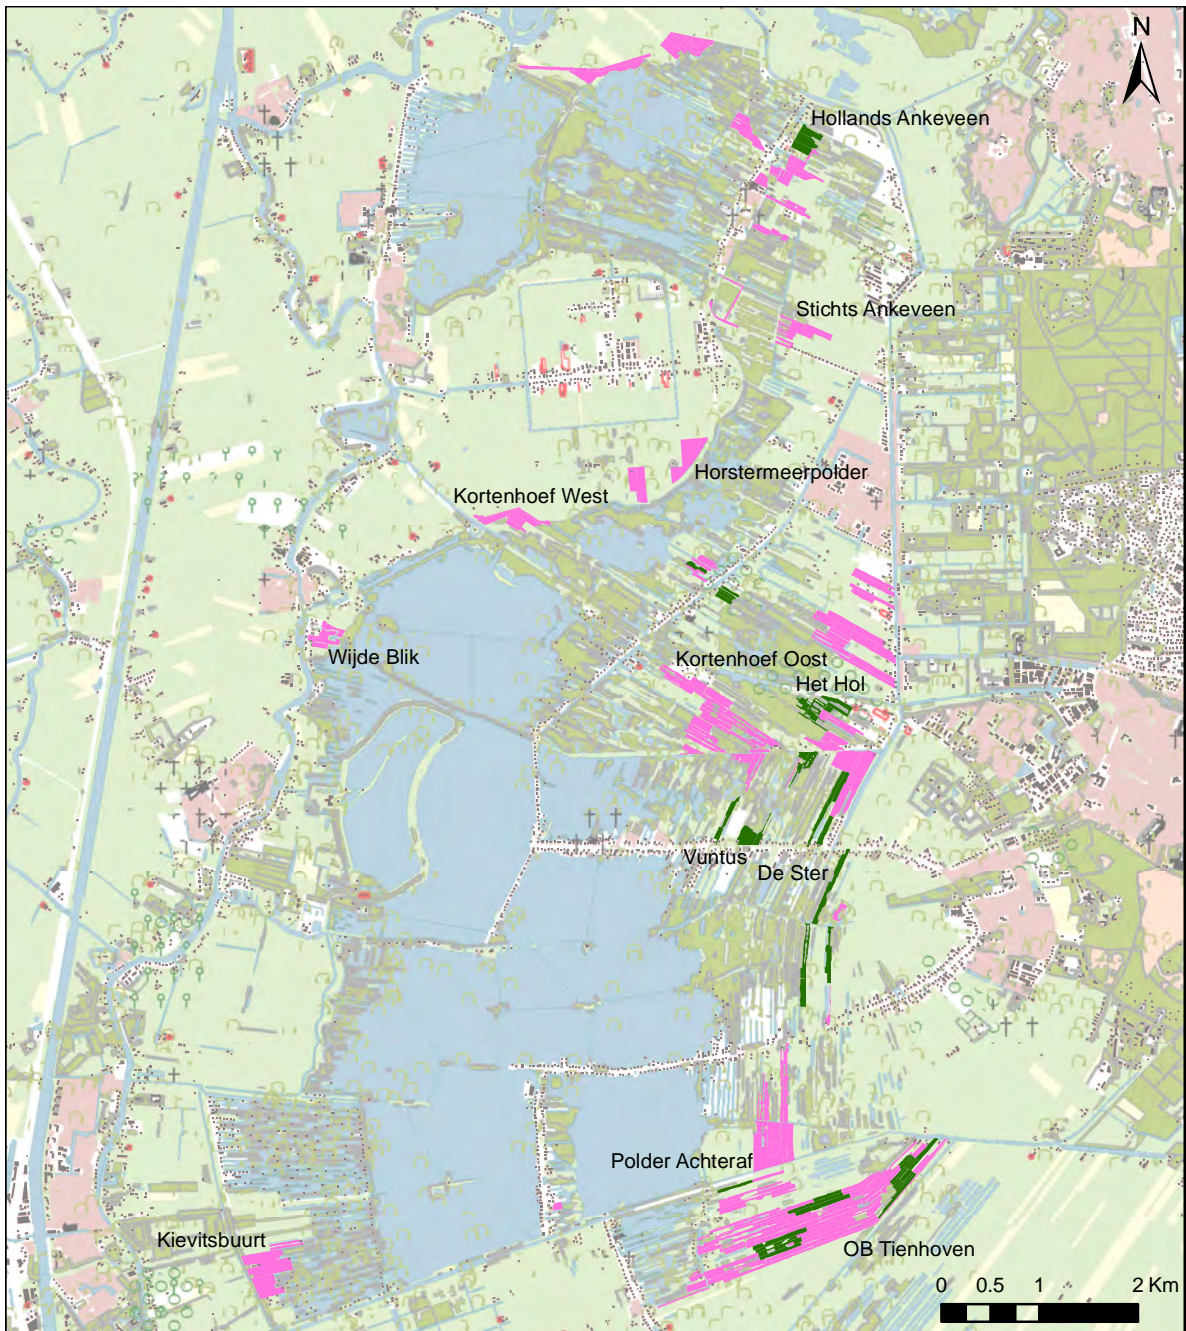 N
Hollands Ankeveen
Stichts Ankeveen
Horstermeerpolder
Kortenhoef West
Kortenhoef Oost
Wijde Blik
Het Hol
Vuntus
De Ster
Polder Achteraf
Kievitsbuurt
OB Tienhoven
0 0.5 1 2 Km